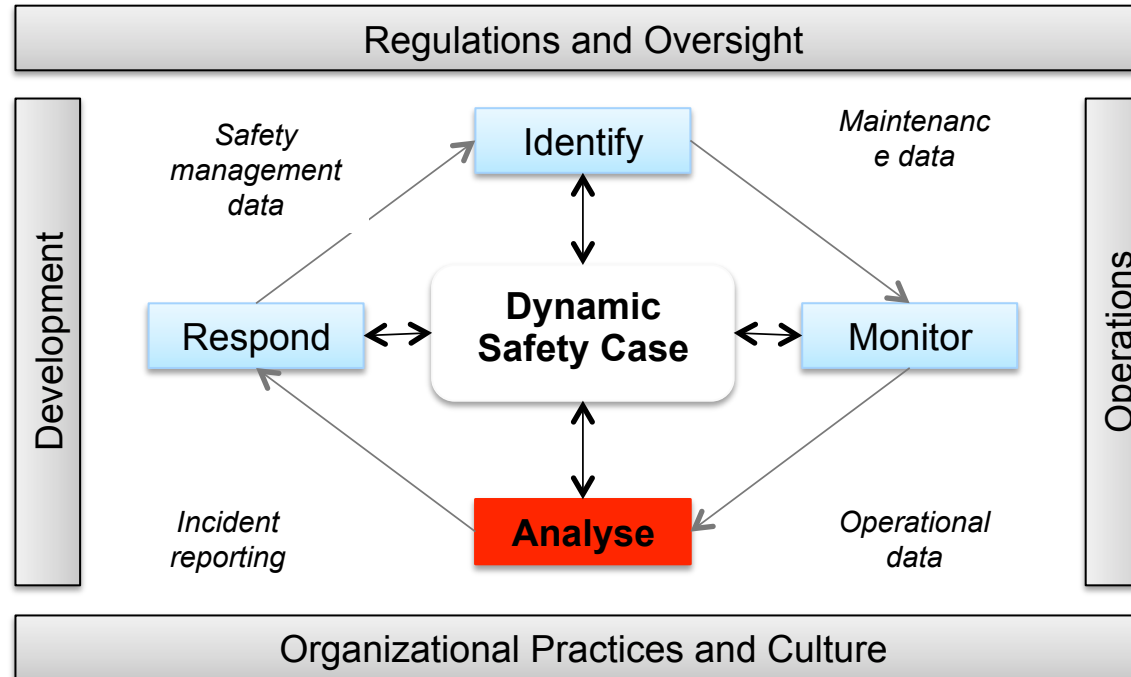 Regulations and Oversight
Safety
management
data
Identify
Maintenanc
e data
Development
Respond
Dynamic
Safety Case
Monitor
Operations
Incident
reporting
Analyse
Operational
data
Organizational Practices and Culture